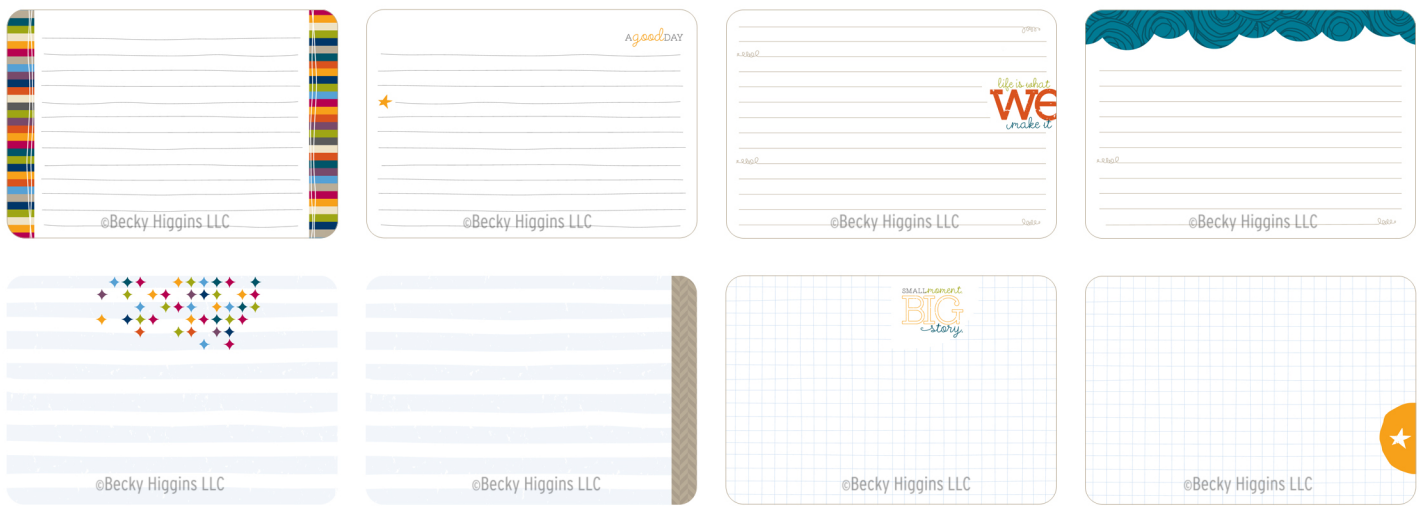 ©Becky Higgins LLC
A good DAY
©Becky Higgins LLC
life is what
WE
make it
©Becky Higgins LLC
©Becky Higgins LLC
©Becky Higgins LLC
©Becky Higgins LLC
SMALL moment
BIG
story.
©Becky Higgins LLC
©Becky Higgins LLC